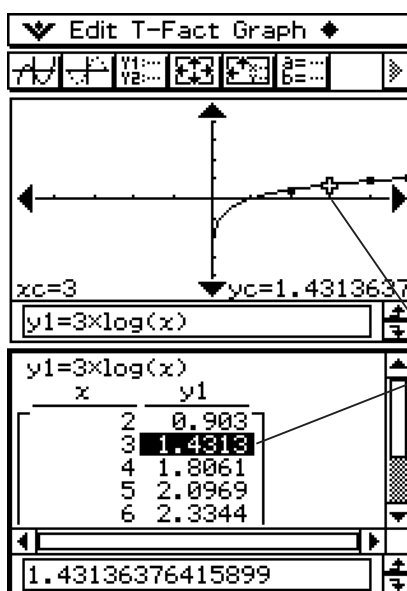 Edit T-Fact Graph ◆
xc=3 yc=1.4313637
y1=3×log(x)
y1=3×log(x)
x y1
2 0.903
3 1.4313
4 1.8061
5 2.0969
6 2.3344
1.43136376415899